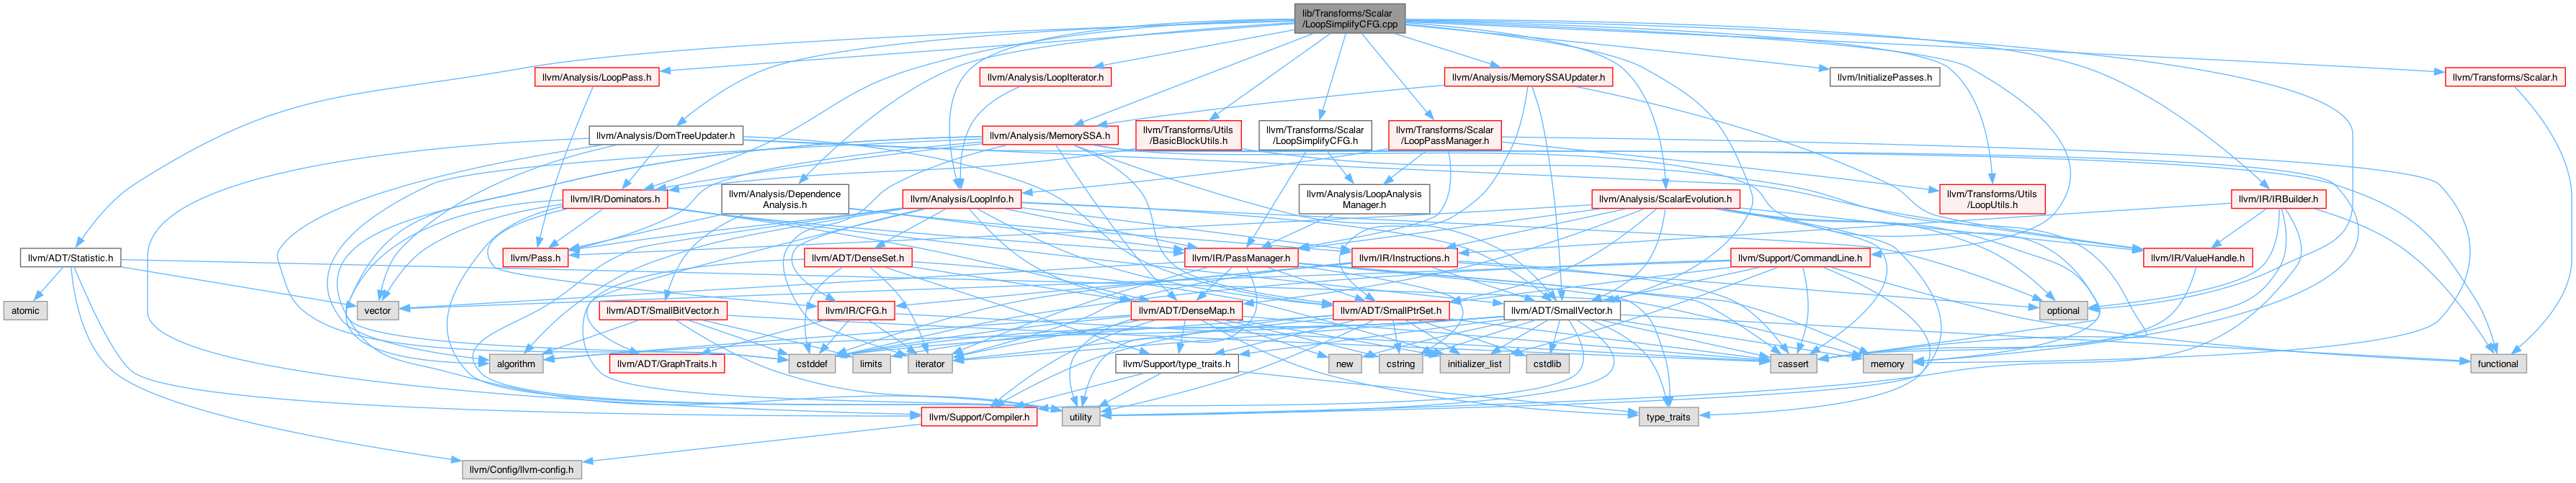 lib/Transforms/Scalar
/LoopSimplifyCFG.cpp
llvm/Analysis/LoopPass.h
llvm/Analysis/LoopIterator.h
llvm/Analysis/MemorySSAUpdater.h
llvm/InitializePasses.h
llvm/Transforms/Scalar.h
llvm/Analysis/DomTreeUpdater.h
llvm/Analysis/MemorySSA.h
llvm/Transforms/Utils
/BasicBlockUtils.h
llvm/Transforms/Scalar
/LoopSimplifyCFG.h
llvm/Transforms/Scalar
/LoopPassManager.h
llvm/IR/Dominators.h
llvm/Analysis/Dependence
Analysis.h
llvm/Analysis/LoopInfo.h
llvm/Analysis/LoopAnalysis
Manager.h
llvm/Analysis/ScalarEvolution.h
llvm/Transforms/Utils
/LoopUtils.h
llvm/IR/IRBuilder.h
llvm/ADT/Statistic.h
llvm/Pass.h
llvm/ADT/DenseSet.h
llvm/IR/PassManager.h
llvm/IR/Instructions.h
llvm/Support/CommandLine.h
llvm/IR/ValueHandle.h
atomic
vector
llvm/ADT/SmallBitVector.h
llvm/IR/CFG.h
llvm/ADT/DenseMap.h
llvm/ADT/SmallPtrSet.h
llvm/ADT/SmallVector.h
optional
algorithm
llvm/ADT/GraphTraits.h
cstddef
limits
iterator
llvm/Support/type_traits.h
new
cstring
initializer_list
cstdlib
cassert
memory
functional
llvm/Support/Compiler.h
utility
type_traits
llvm/Config/llvm-config.h